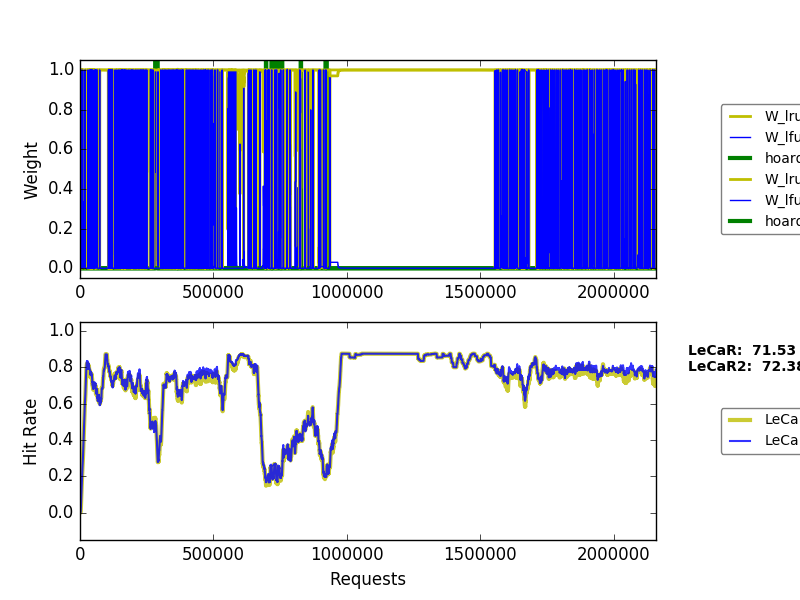 1.0
0.8
0.6
0.4
0.2
0.0
Weight
0 500000 1000000 1500000 2000000
W_lru
W_lfu
hoard
W_lru
W_lfu
hoard
1.0
0.8
0.6
0.4
0.2
0.0
Hit Rate
0 500000 1000000 1500000 2000000
Requests
LeCaR: 71.53
LeCaR2: 72.38
LeCa
LeCa